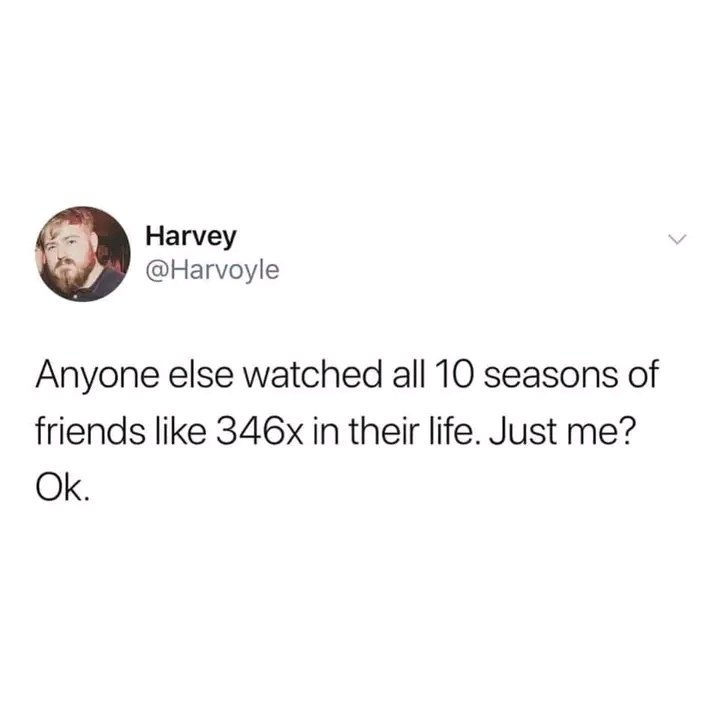 Harvey
@Harvoyle
Anyone else watched all 10 seasons of
friends like 346x in their life. Just me?
Ok.